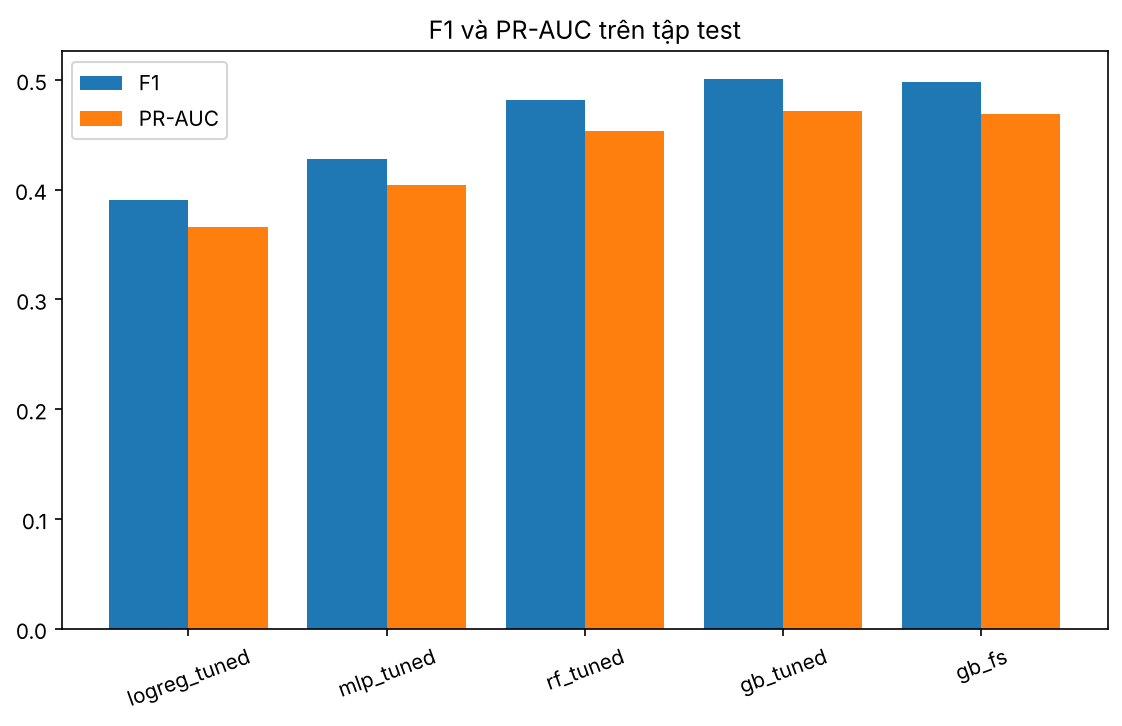 F1 và PR-AUC trên tập test
F1
PR-AUC
0.5
0.4
0.3
0.2
0.1
0.0
logreg_tuned
mlp_tuned
rf_tuned
gb_tuned
gb_fs